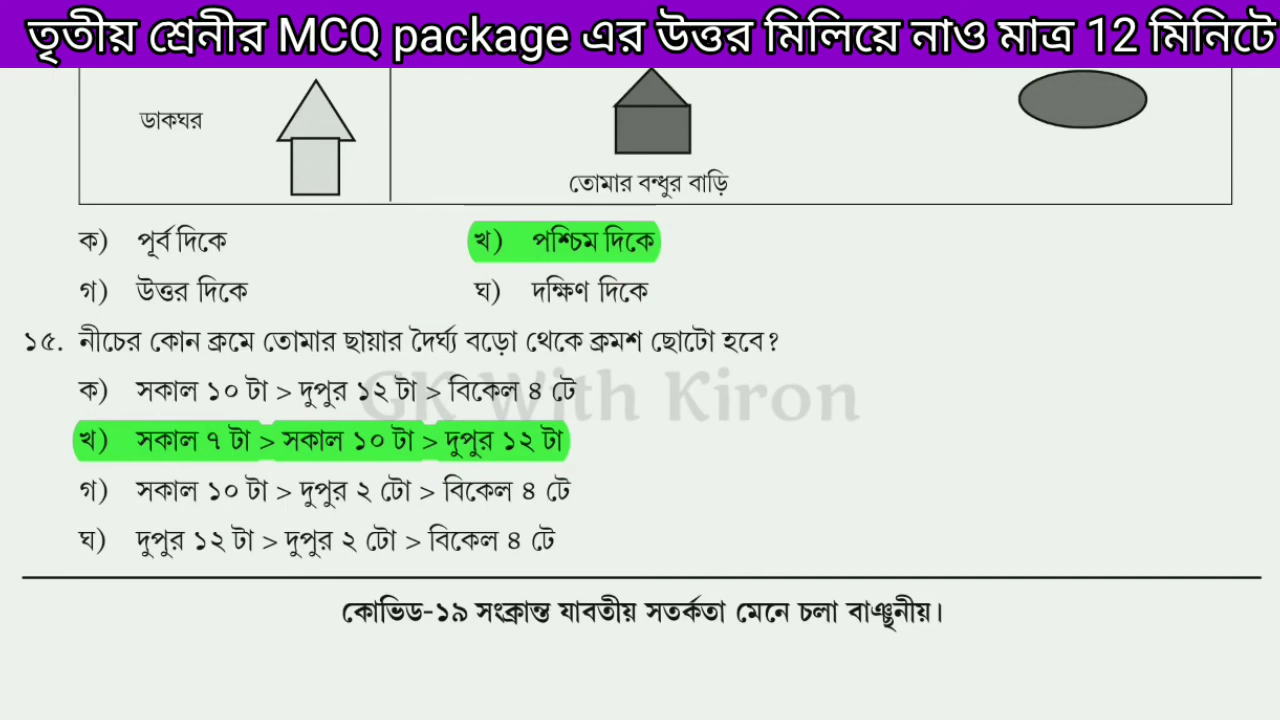 তৃতীয় শ্রেনীর MCQ package এর উত্তর মিলিয়ে নাও মাত্র 12 মিনিটে
ডাকঘর
তোমার বন্ধুর বাড়ি
ক) পূর্ব দিকে
খ) পশ্চিম দিকে
গ) উত্তর দিকে
ঘ) দক্ষিণ দিকে
১৫. নীচের কোন ক্রমে তোমার ছায়ার দৈর্ঘ্য বড়ো থেকে ক্রমশ ছোটো হবে?
ক) সকাল ১০ টা > দুপুর ১২ টা > বিকেল ৪ টে
GK With Kiron
খ) সকাল ৭ টা > সকাল ১০ টা > দুপুর ১২ টা
গ) সকাল ১০ টা > দুপুর ২ টো > বিকেল ৪ টে
ঘ) দুপুর ১২ টা > দুপুর ২ টো > বিকেল ৪ টে
কোভিড-১৯ সংক্রান্ত যাবতীয় সতর্কতা মেনে চলা বাঞ্ছনীয়।